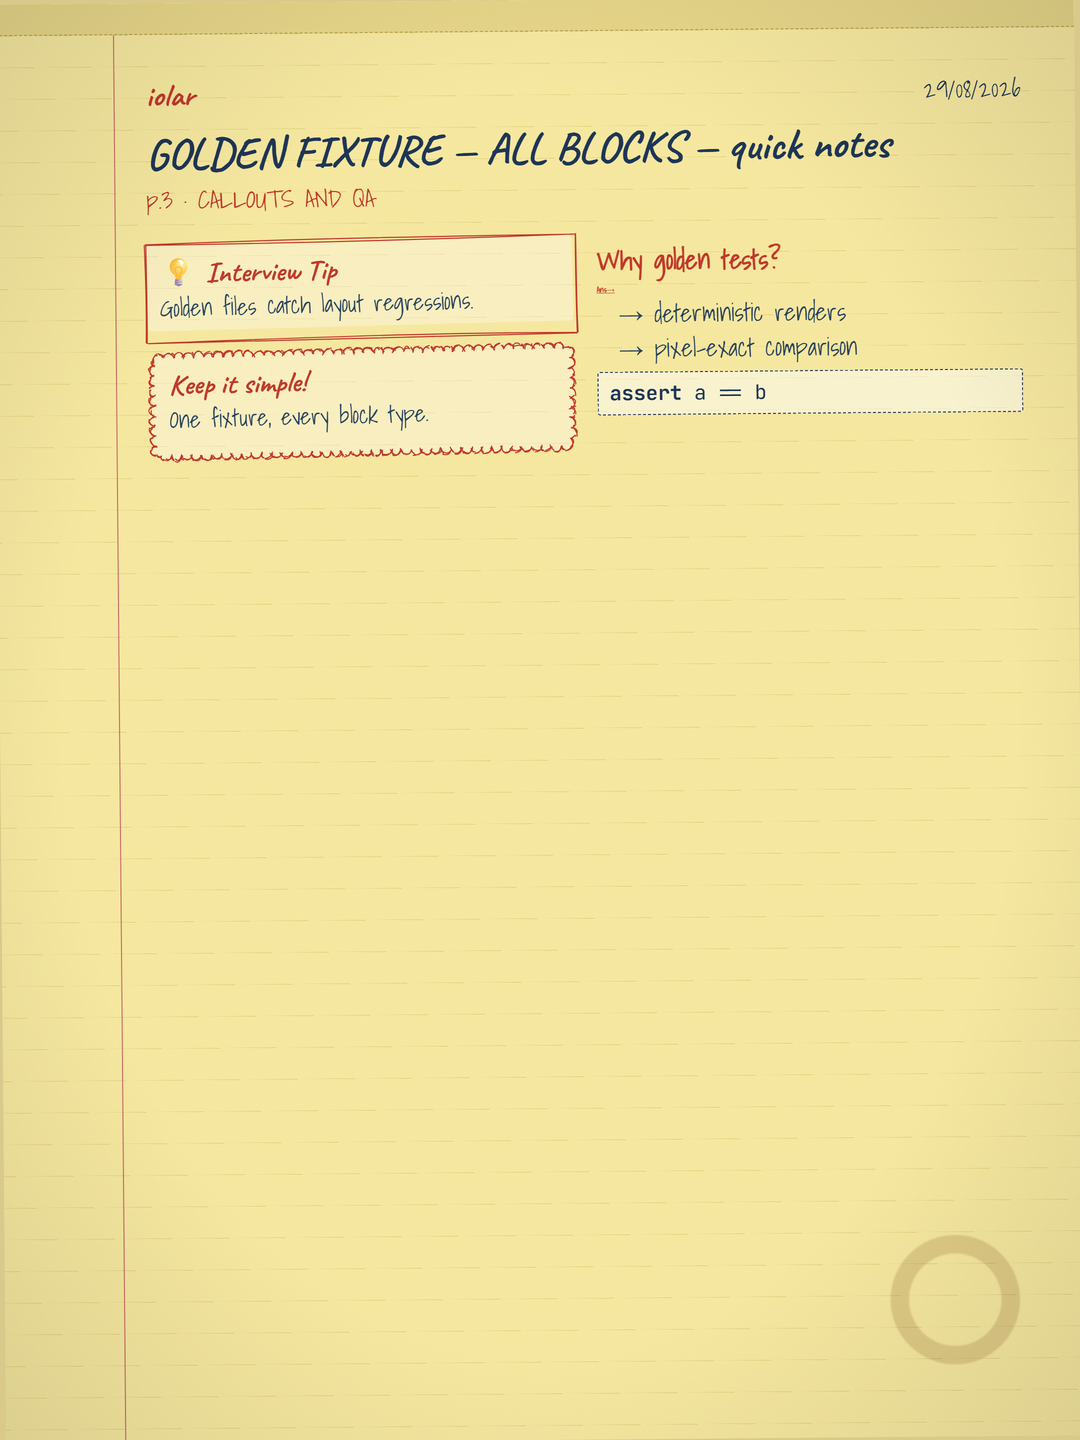 iolar
29/08/2026
GOLDEN FIXTURE – ALL BLOCKS – quick notes
p.3 · CALLOUTS AND QA
💡 Interview Tip
Golden files catch layout regressions.
Keep it simple!
One fixture, every block type.
Why golden tests?
Ans→
→ deterministic renders
→ pixel-exact comparison
assert a == b